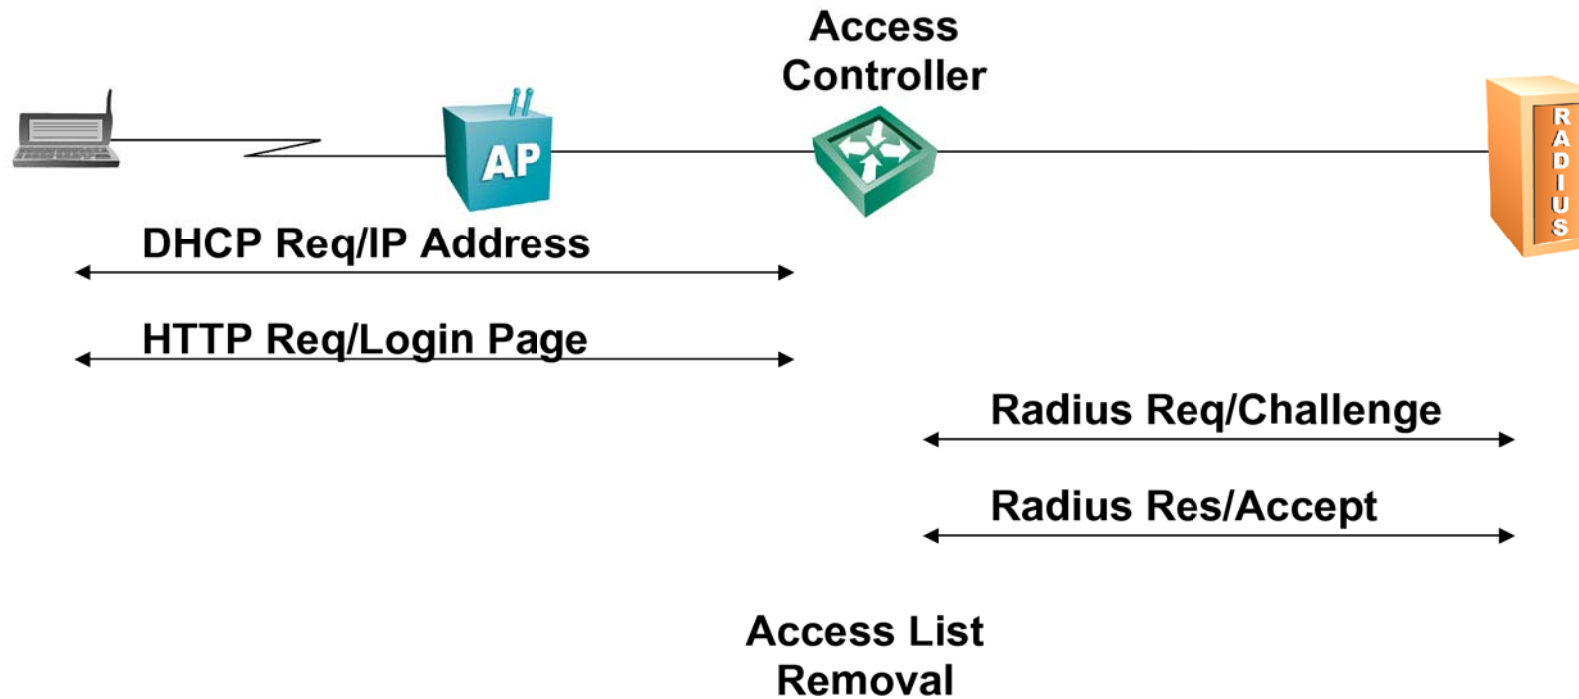 Access
Controller
AP
RADIUS
DHCP Req/IP Address
HTTP Req/Login Page
Radius Req/Challenge
Radius Res/Accept
Access List
Removal